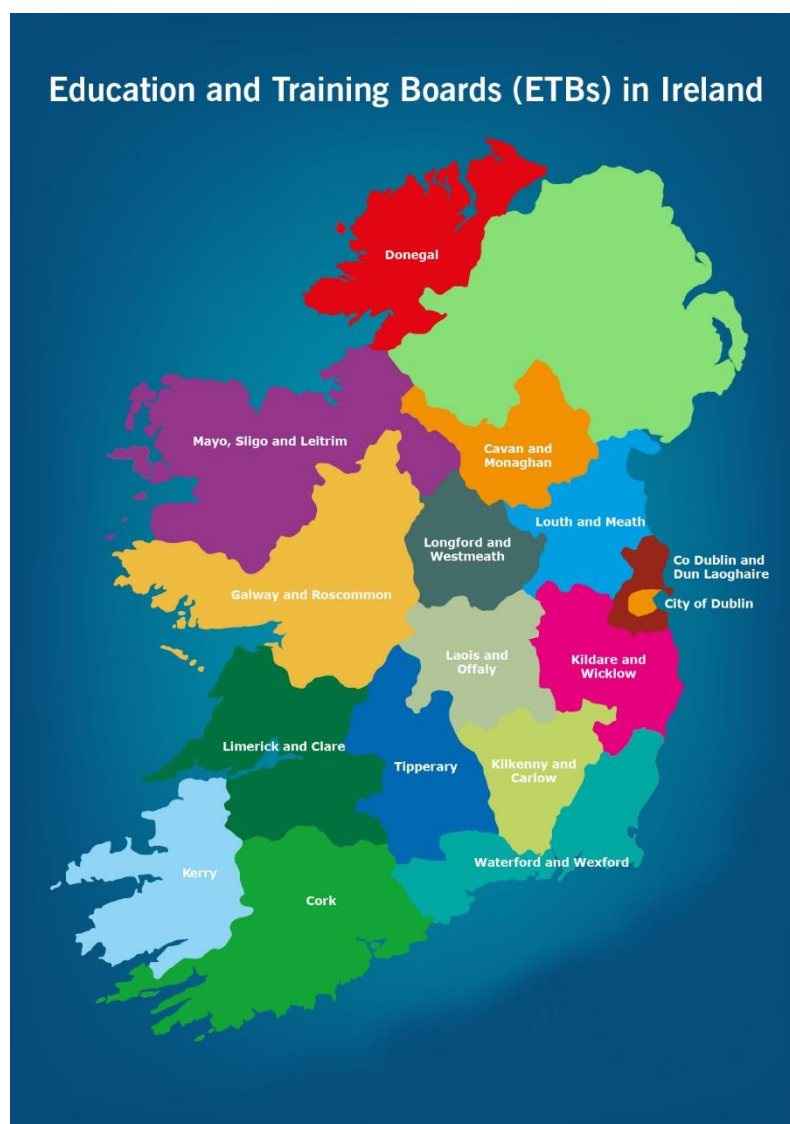 Education and Training Boards (ETBs) in Ireland
Donegal
Mayo, Sligo and Leitrim
Cavan and
Monaghan
Louth and Meath
Longford and
Westmeath
Co Dublin and
Dun Laoghaire
City of Dublin
Galway and Roscommon
Laois and
Offaly
Kildare and
Wicklow
Limerick and Clare
Tipperary
Kilkenny and
Carlow
Waterford and Wexford
Kerry
Cork